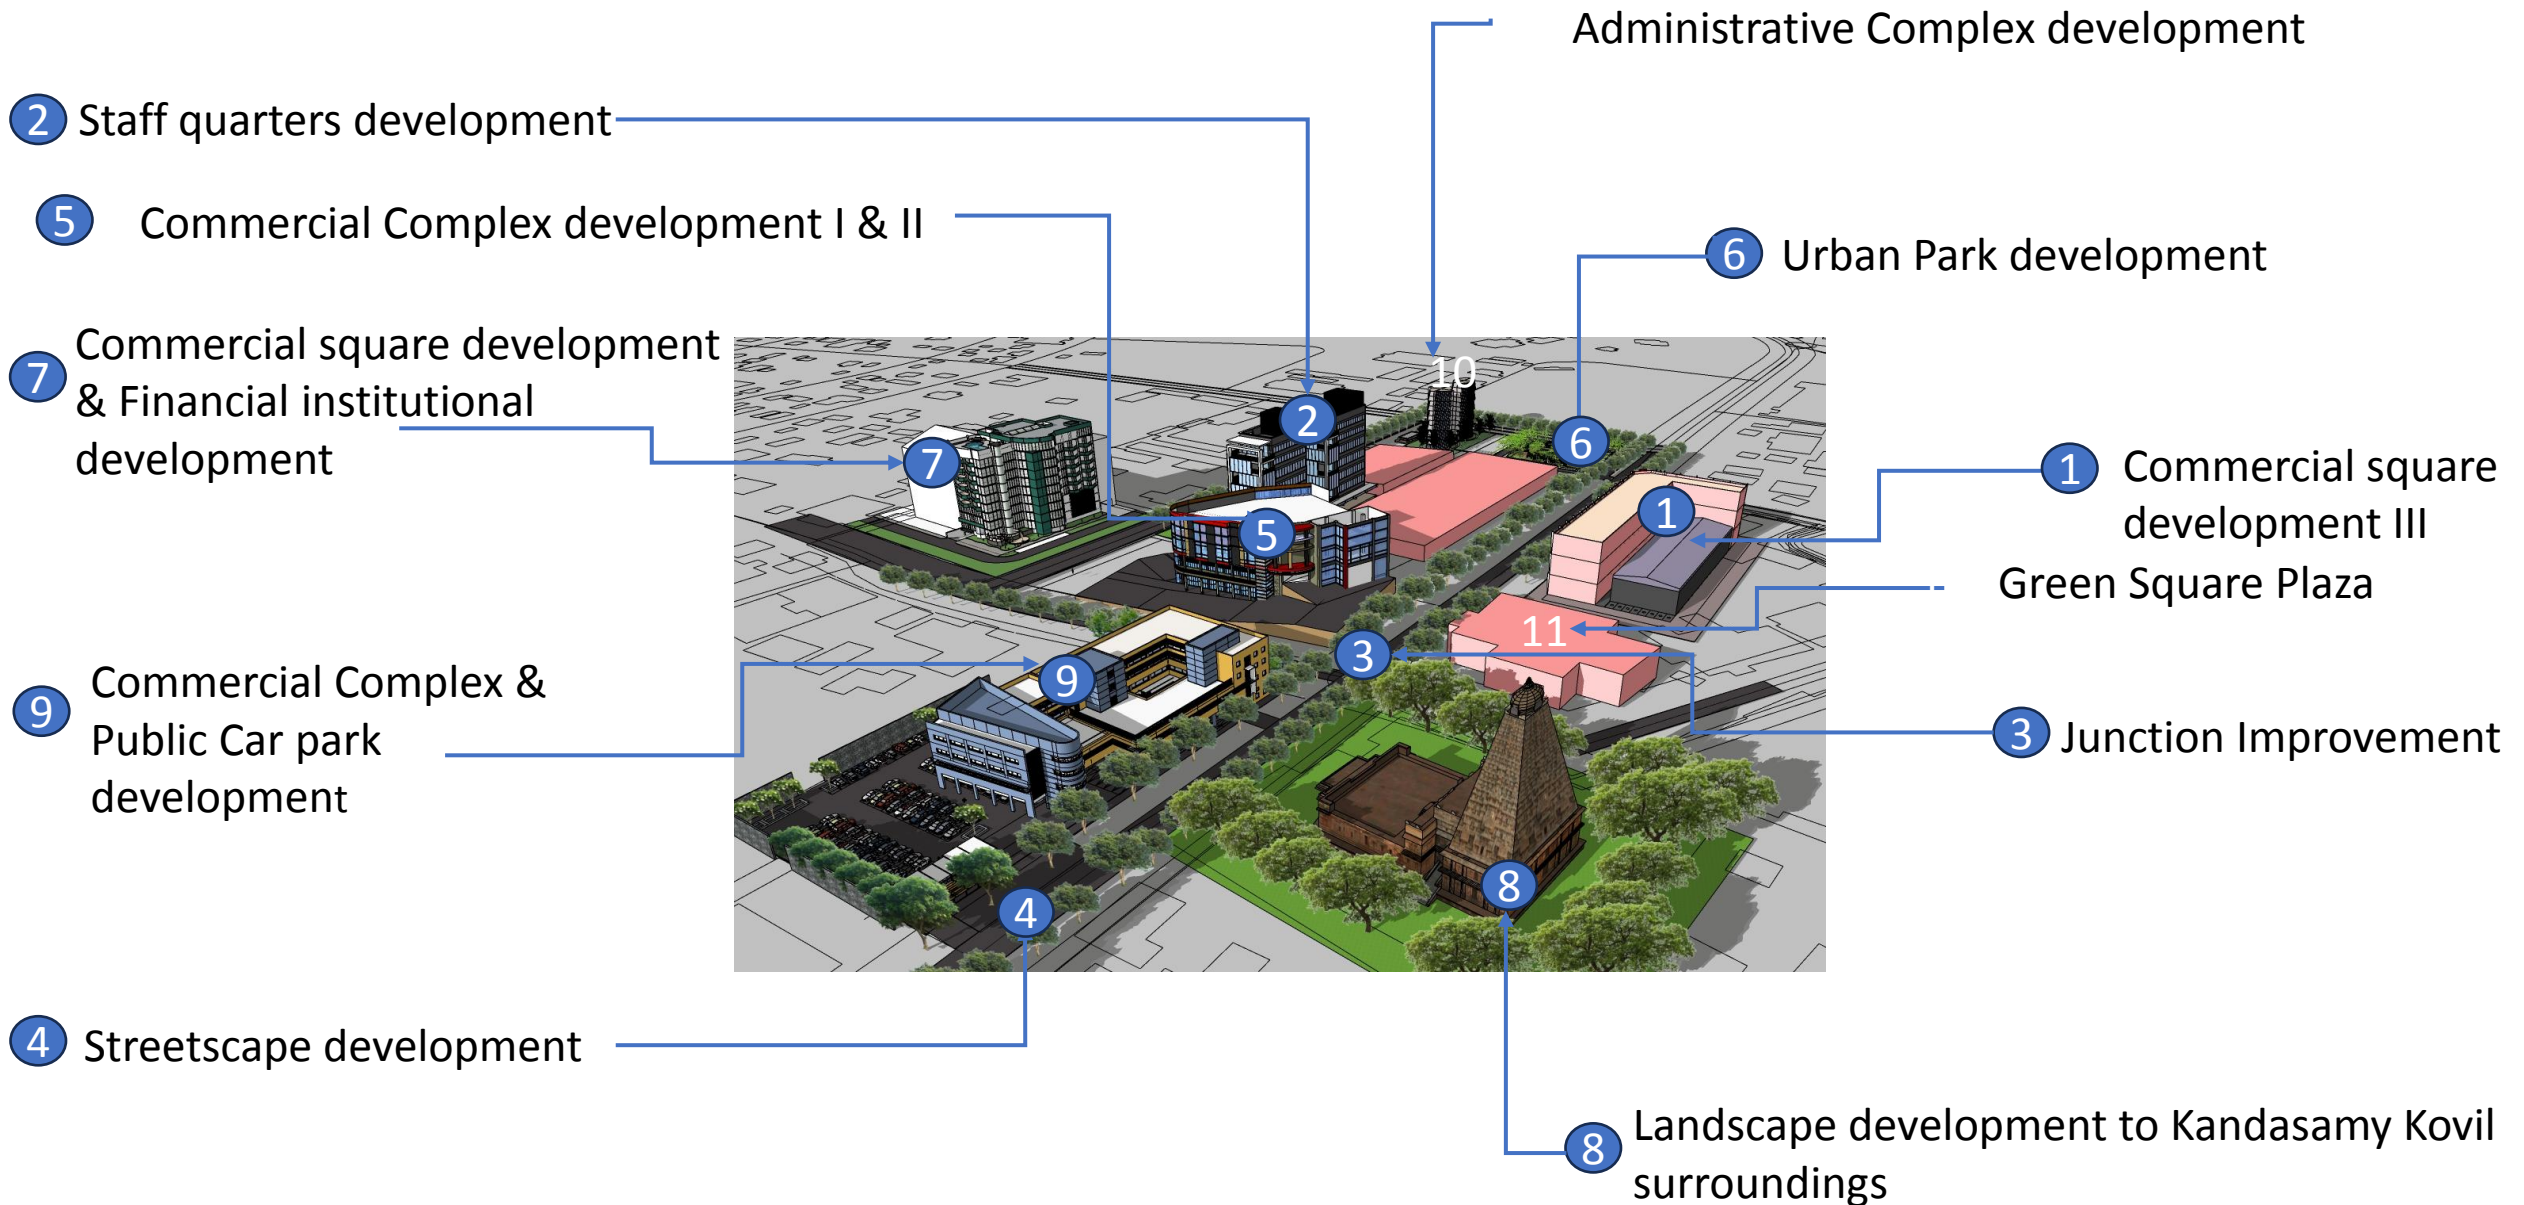 Administrative Complex development
2 Staff quarters development
5 Commercial Complex development I & II
6 Urban Park development
7 Commercial square development
& Financial institutional
development
10
2
6
7
1 Commercial square
development III
1
5
Green Square Plaza
11
3
9 Commercial Complex &
Public Car park
development
9
3 Junction Improvement
8
4
4 Streetscape development
8 Landscape development to Kandasamy Kovil
surroundings